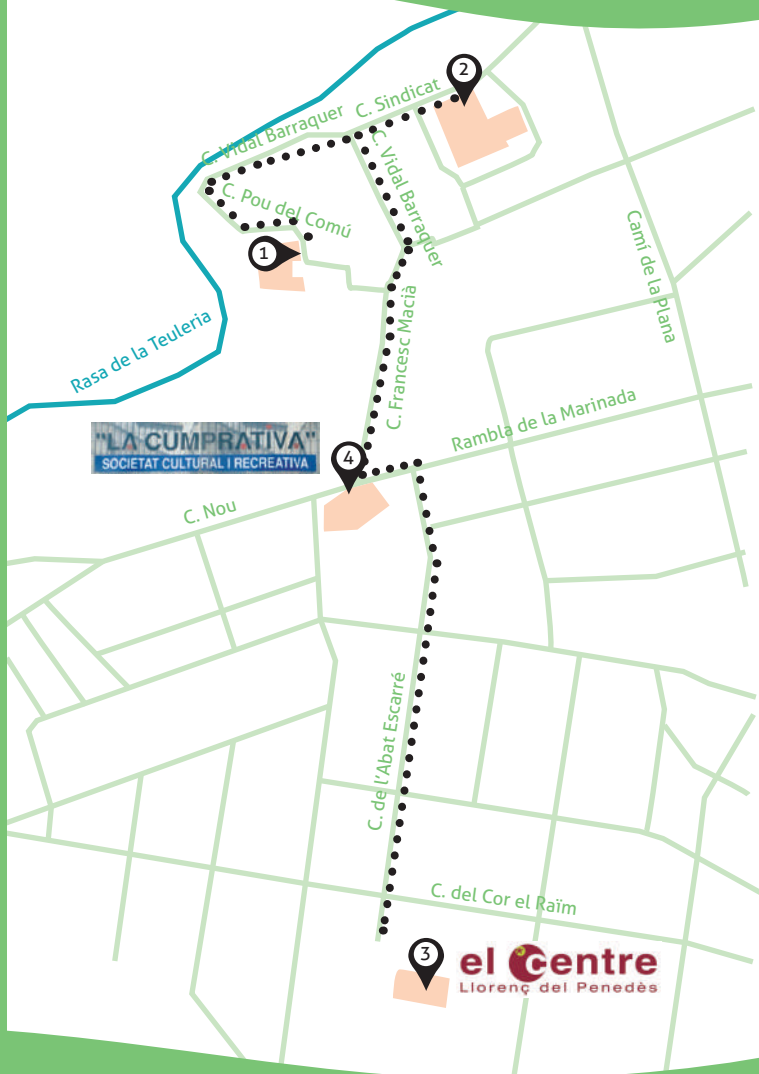 2
C. Sindicat
C. Vidal Barraquer
C. Vidal Barraquer
C. Pou del Comú
1
Camí de la Plana
Rasa de la Teuleria
C. Francesc Macià
Rambla de la Marinada
"LA CUMPRATIVA"
SOCIETAT CULTURAL I RECREATIVA
4
C. Nou
C. de l'Abat Escarré
C. del Cor el Raïm
3
el Centre
Llorenç del Penedès